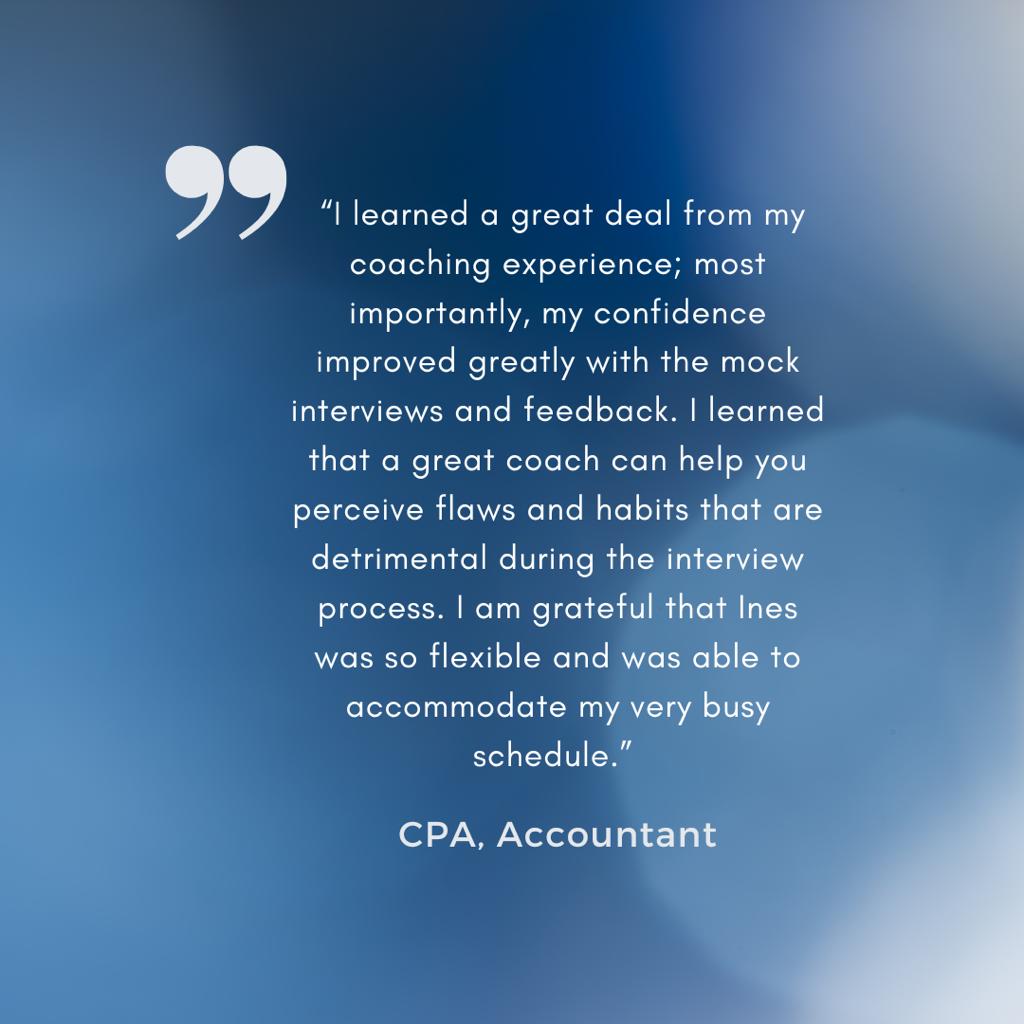 ”
“I learned a great deal from my
coaching experience; most
importantly, my confidence
improved greatly with the mock
interviews and feedback. I learned
that a great coach can help you
perceive flaws and habits that are
detrimental during the interview
process. I am grateful that Ines
was so flexible and was able to
accommodate my very busy
schedule.”
CPA, Accountant